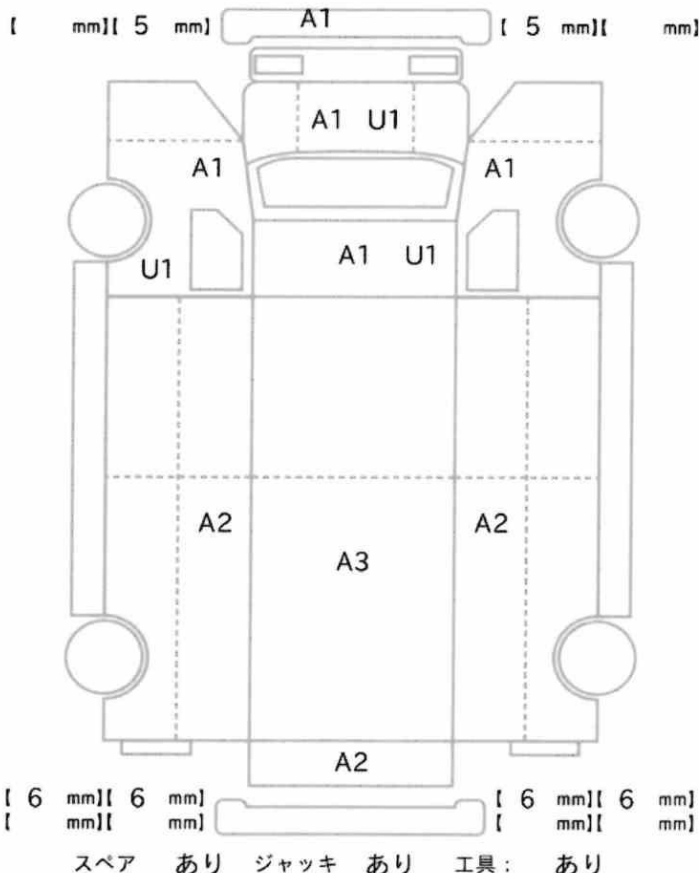 【 mm】【 5 mm】 A1 【 5 mm】【 mm】
A1 U1
A1 A1
A1 U1
U1
A2 A2
A3
A2
【 6 mm】【 6 mm】 【 6 mm】【 6 mm】
【 mm】【 mm】 【 mm】【 mm】
スペア あり ジャッキ あり 工具： あり